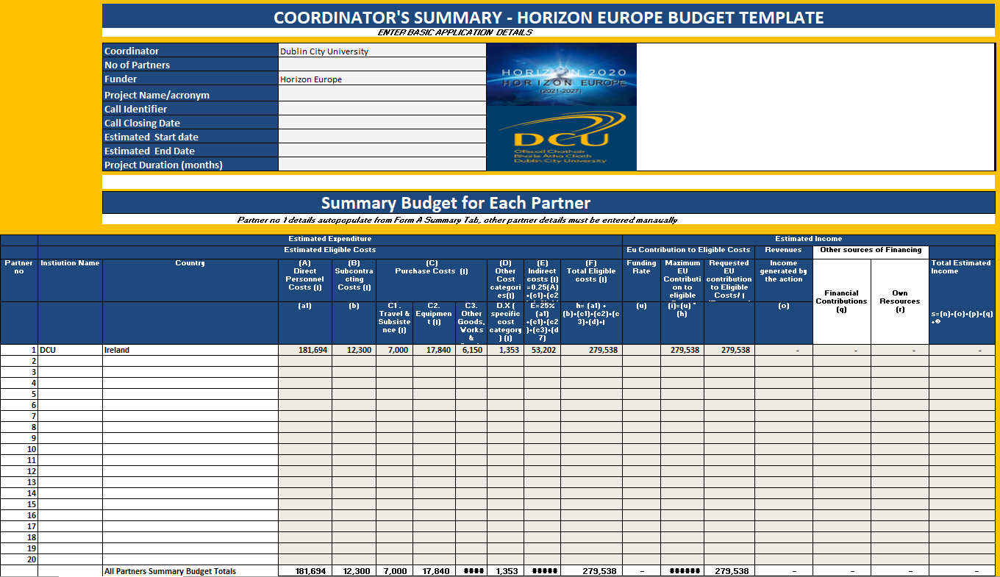 COORDINATOR'S SUMMARY - HORIZON EUROPE BUDGET TEMPLATE
ENTER BASIC APPLICATION DETAILS
Coordinator Dublin City University
No of Partners
Funder Horizon Europe
Project Name/acronym
Call Identifier
Call Closing Date
Estimated Start date
Estimated End Date
Project Duration (months)
HORIZON 2020
HORIZON EUROPE
(2021-2027)
DCU
Ollscoil Chathair
Bhaile Átha Cliath
Dublin City University
Summary Budget for Each Partner
Partner no 1 details autopopulate from Form A Summary Tab, other partner details must be entered manaually
Estimated Expenditure Estimated Income
Estimated Eligible Costs Eu Contribution to Eligible Costs Revenues Other sources of Financing
Partner
no
Instiution Name
Country
(A)
Direct
Personnel
Costs (i)
(B)
Subcontra
cting
Costs (i)
(C)
Purchase Costs (i)
(D)
Other
Cost
categori
es(i)
(E)
Indirect
costs (i)
=0.25(A)
+(c1)+(c2
(F)
Total Eligible
costs (i)
Funding
Rate
Maximum
EU
Contributi
on to
eligible
Requested
EU
contribution
to Eligible
Costs/ i
Income
generated by
the action
Financial
Contributions
(q)
Own
Resources
(r)
Total Estimated
Income
(a1)
(b)
C1 .
Travel &
Subsiste
nce (i)
C2.
Equipmen
t (i)
C3.
Other
Goods,
Works
&
D.X (
specific
cost
category
) (i)
E=25%
(a1)
+(c1)+(c2
)+(c3)+(d
7)
h= (a1) +
(b)+(c1)+(c2)+(c
3)+(d)+i
(u)
(i)=(u) *
(h)
(o)
s=(n)+(o)+(p)+(q)
1 DCU Ireland 181,694 12,300 7,000 17,840 6,150 1,353 53,202 279,538 279,538 279,538 - - - -
2
3
4
5
6
7
8
9
10
11
12
13
14
15
16
17
18
19
20
All Partners Summary Budget Totals 181,694 12,300 7,000 17,840 #### 1,353 ##### 279,538 - ###### 279,538 - - - -